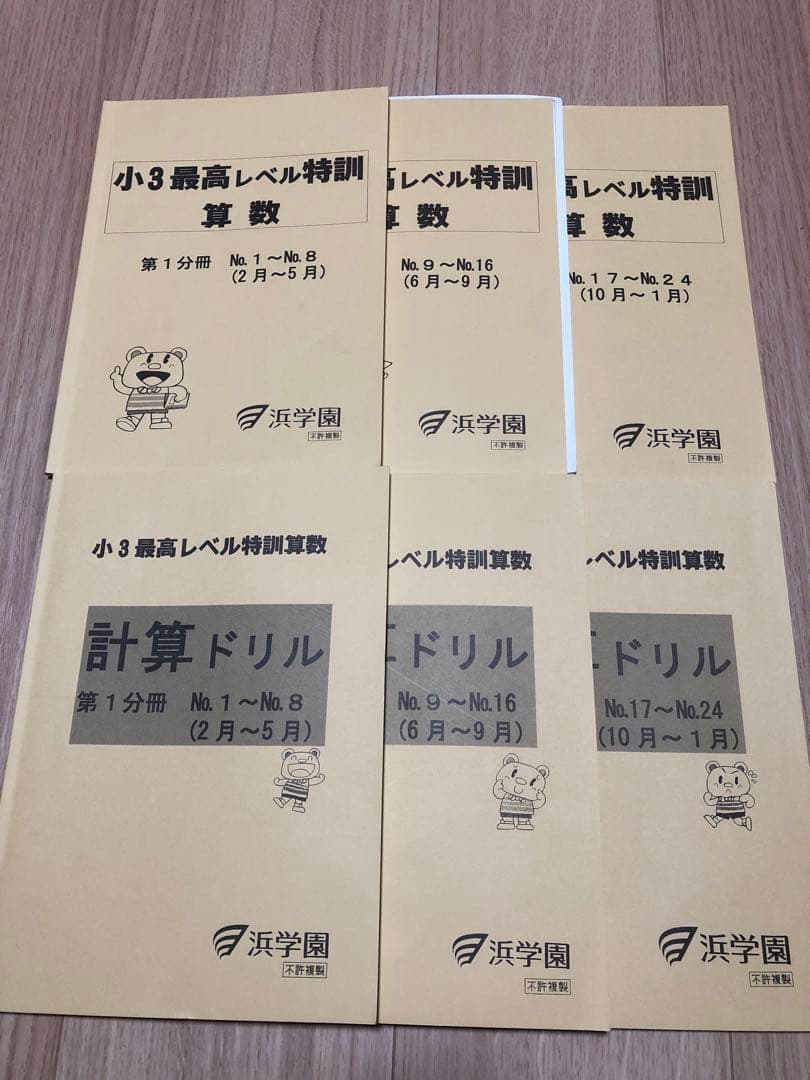 小3最高レベル特訓
算数
第1分冊 No.1～No.8
(2月～5月)
浜学園
不許複製
高レベル特訓
算数
No.9～No.16
(6月～9月)
浜学園
不許複製
高レベル特訓
算数
No.17～No.24
(10月～1月)
浜学園
不許複製
小3最高レベル特訓算数
計算ドリル
第1分冊 No.1～No.8
(2月～5月)
浜学園
不許複製
レベル特訓算数
算ドリル
No.9～No.16
(6月～9月)
浜学園
不許複製
レベル特訓算数
ドリル
No.17～No.24
(10月～1月)
浜学園
不許複製